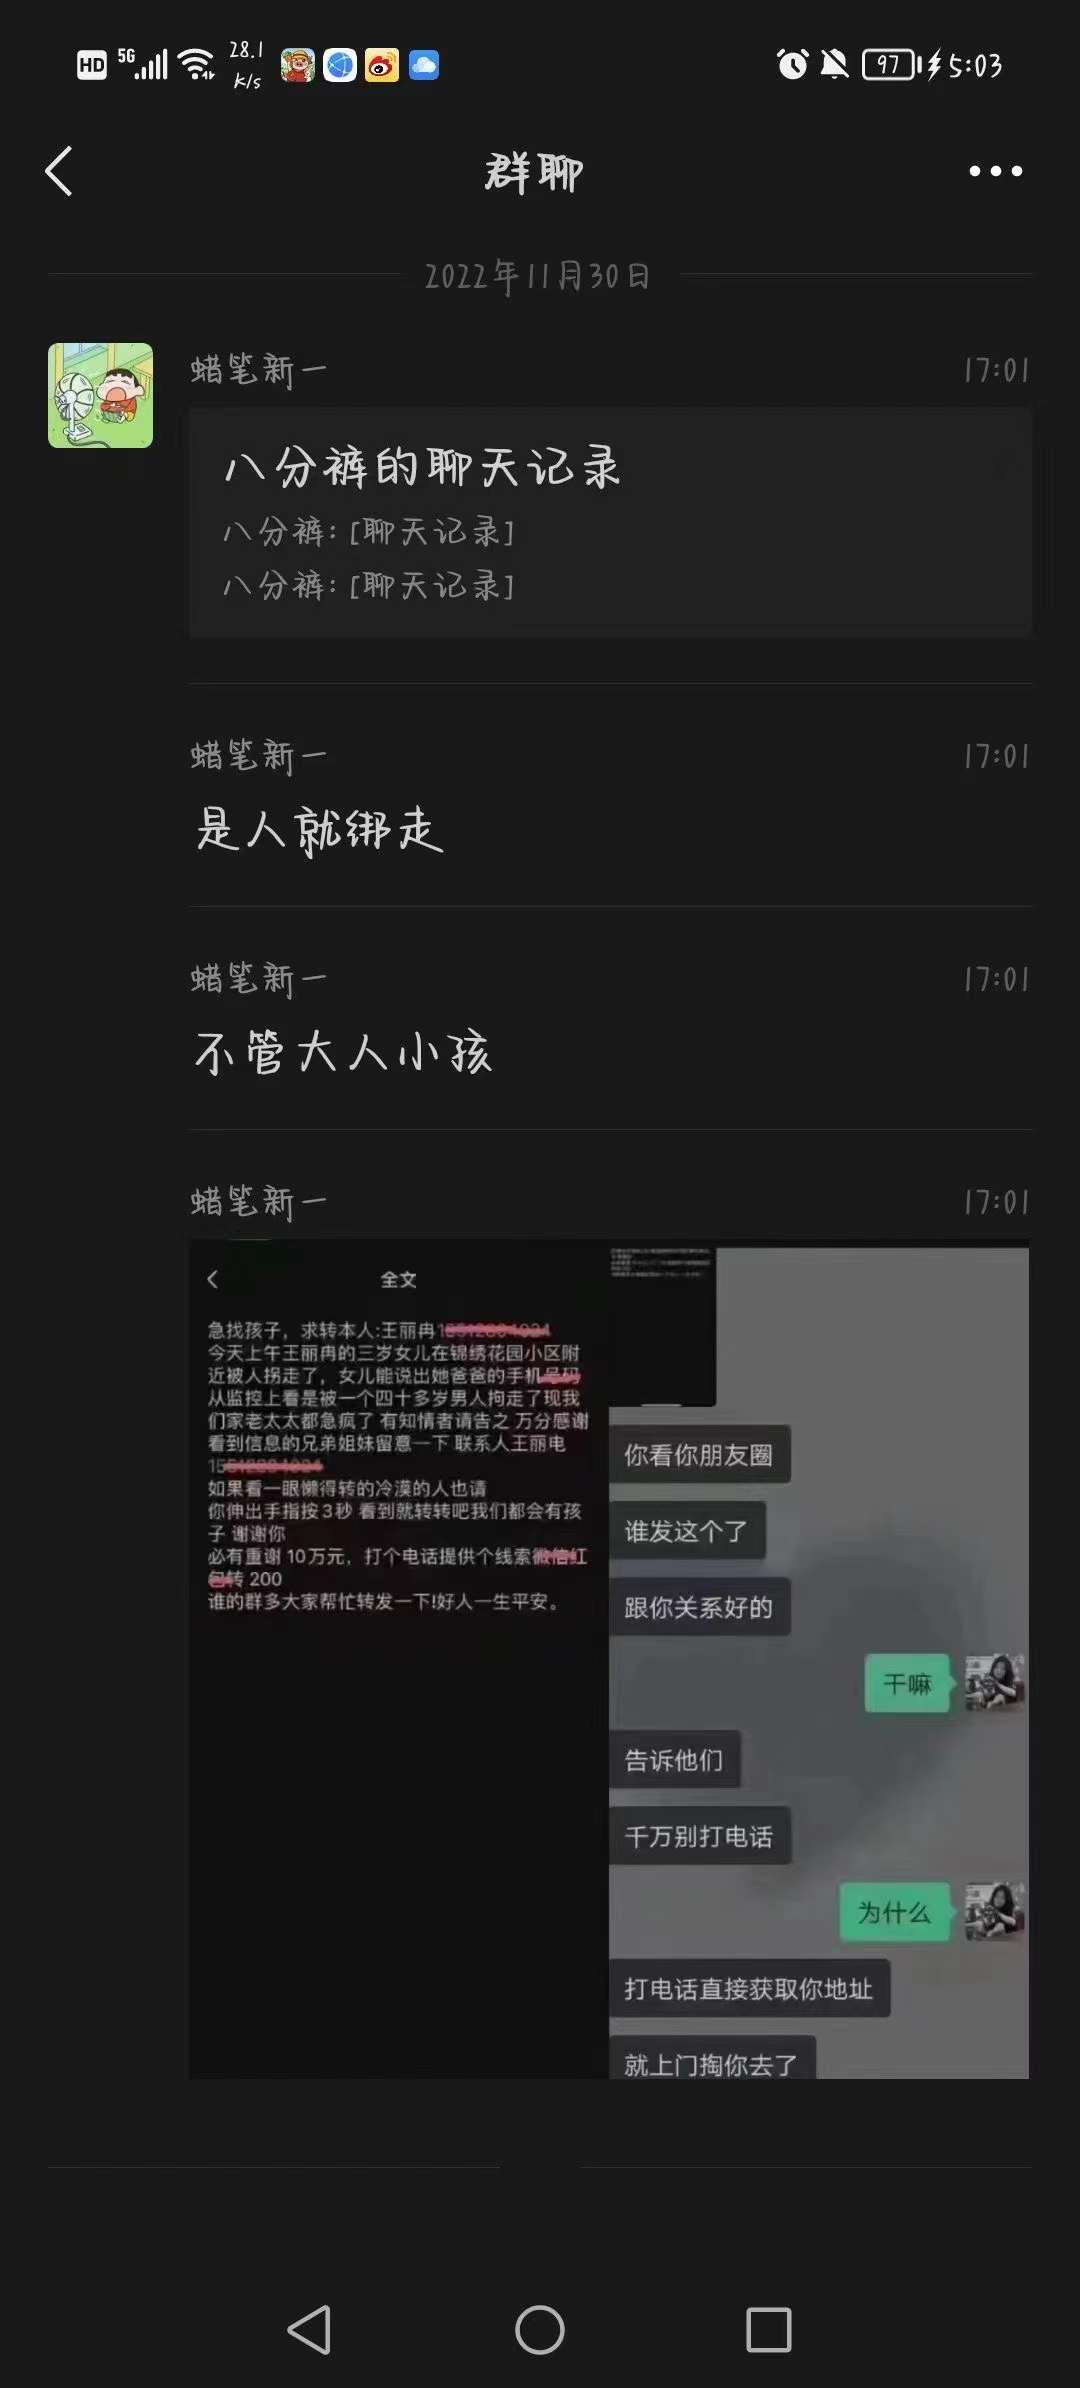 HD 5G 28.1 K/s 97 5:03
群聊
2022年11月30日
蜡笔新一 17:01
八分裤的聊天记录
八分裤: [聊天记录]
八分裤: [聊天记录]
蜡笔新一 17:01
是人就绑走
蜡笔新一 17:01
不管大人小孩
蜡笔新一 17:01
全文
急找孩子，求转本人:王丽冉
今天上午王丽冉的三岁女儿在锦绣花园小区附
近被人拐走了，女儿能说出她爸爸的手机号码
从监控上看是被一个四十多岁男人拘走了现我
们家老太太都急疯了 有知情者请告之 万分感谢
看到信息的兄弟姐妹留意一下 联系人王丽电
如果看一眼懒得转的冷漠的人也请
你伸出手指按3秒 看到就转转吧我们都会有孩
子 谢谢你
必有重谢 10万元，打个电话提供个线索微信红
包转 200
谁的群多大家帮忙转发一下!好人一生平安。
你看你朋友圈
谁发这个了
跟你关系好的
干嘛
告诉他们
千万别打电话
为什么
打电话直接获取你地址
就上门掏你去了